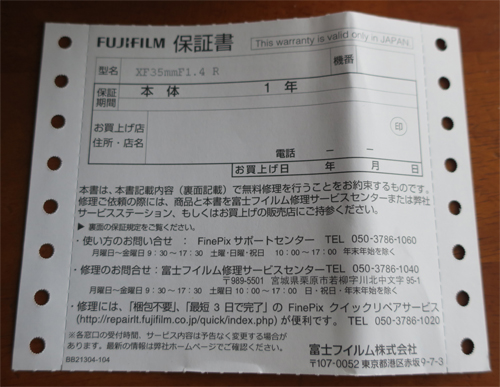 FUJIFILM 保証書 This warranty is valid only in JAPAN
型名 XF35mmF1.4 R 機番
保証期間 本体 1年
お買上げ店
住所・店名 印
電話 － －
お買上げ日 年 月 日
本書は、本書記載内容（裏面記載）で無料修理を行うことをお約束するものです。
修理ご依頼の際には、商品と本書を富士フイルム修理サービスセンターまたは弊社
サービスステーション、もしくはお買上げの販売店にご持参ください。
▶ 裏面の保証規定をご覧ください。
・使い方のお問合せ ： FinePix サポートセンター TEL 050-3786-1060
月曜日～金曜日 9：30～17：30 土曜・日曜・祝日 10：00～17：00 年末年始を除く
・修理のお問合せ：富士フイルム修理サービスセンターTEL 050-3786-1040
〒989-5501 宮城県栗原市若柳字川北中文字 95-1
月曜日～金曜日 9：30～17：30 土曜日 10：00～17：00 日・祝日・年末年始を除く
・修理には、「梱包不要」、「最短 3 日で完了」の FinePix クイックリペアサービス
(http://repairlt.fujifilm.co.jp/quick/index.php) が便利です。 TEL 050-3786-1020
※各窓口の受付時間、サービス内容は予告なく変更する場合が
あります。最新の情報は弊社ホームページでご確認ください。
富士フイルム株式会社
BB21304-104 〒107-0052 東京都港区赤坂 9-7-3